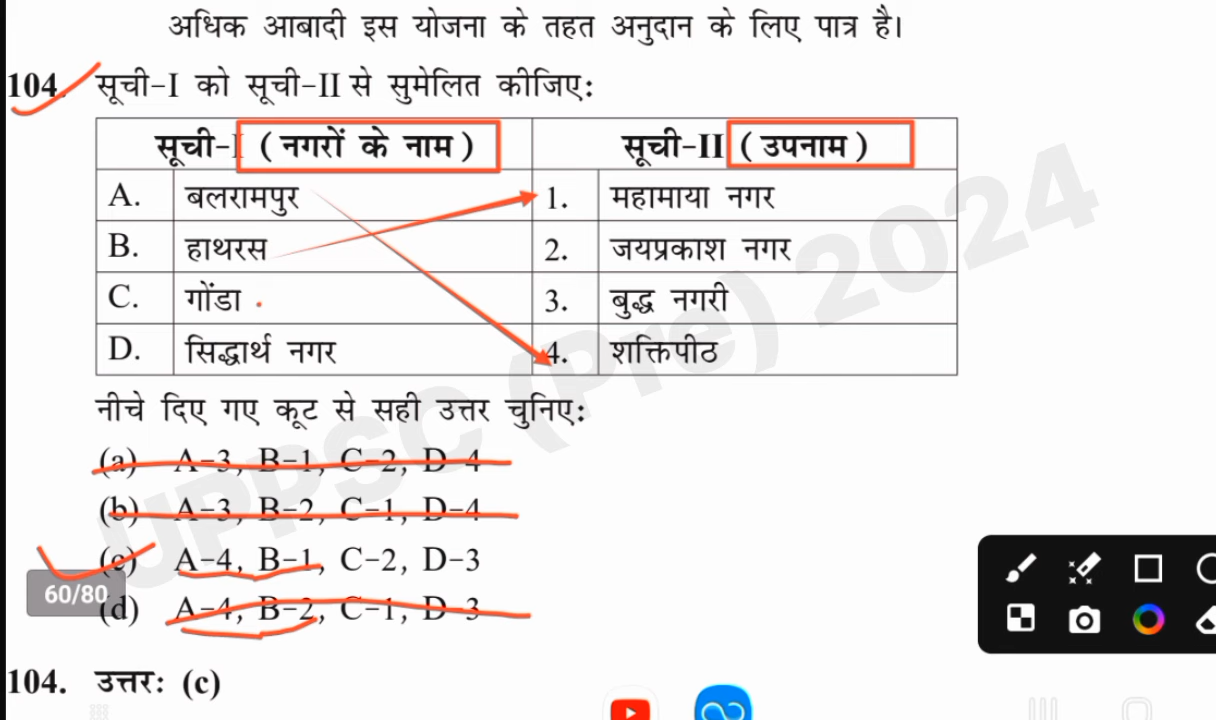 अधिक आबादी इस योजना के तहत अनुदान के लिए पात्र है।
104. सूची-I को सूची-II से सुमेलित कीजिए:
सूची-I (नगरों के नाम) सूची-II (उपनाम)
A. बलरामपुर 1. महामाया नगर
B. हाथरस 2. जयप्रकाश नगर
C. गोंडा 3. बुद्ध नगरी
D. सिद्धार्थ नगर 4. शक्तिपीठ
नीचे दिए गए कूट से सही उत्तर चुनिए:
(a) A-3, B-1, C-2, D-4
(b) A-3, B-2, C-1, D-4
(c) A-4, B-1, C-2, D-3
60/80
(d) A-4, B-2, C-1, D-3
104. उत्तर: (c)
UPPSC (Pre) 2024